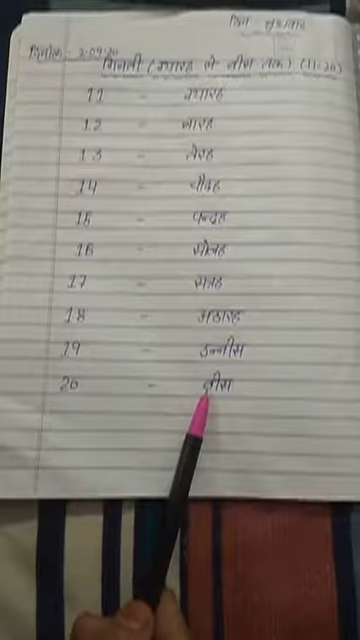 दिन बुधवार
दिनांक - 2-09-20
गिनती (ग्यारह से बीस तक) (11-20)
11 - ग्यारह
12 - बारह
13 - तेरह
14 - चौदह
15 - पन्द्रह
16 - सोलह
17 - सत्रह
18 - अठारह
19 - उन्नीस
20 - बीस